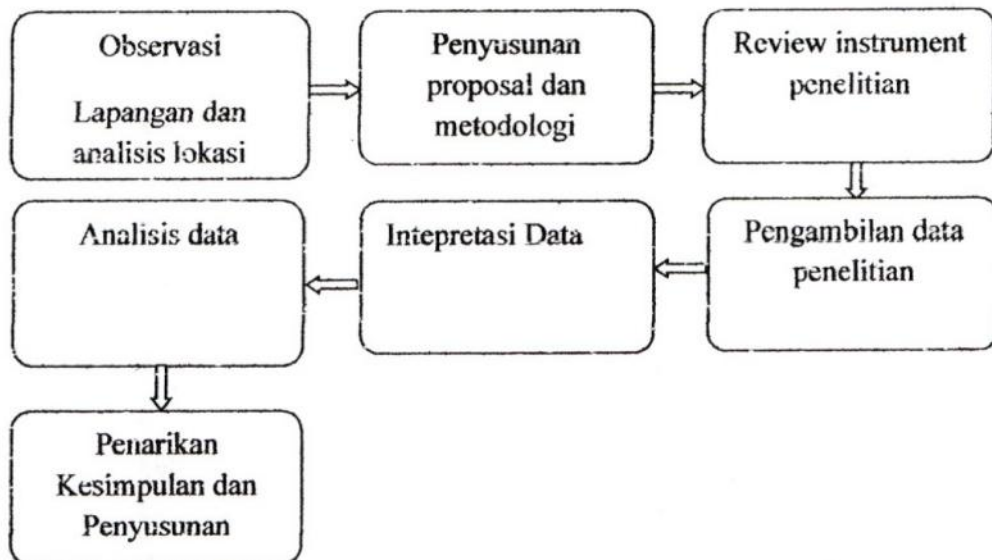 Observasi
Lapangan dan
analisis lokasi
Penyusunan
proposal dan
metodologi
Review instrument
penelitian
Pengambilan data
penelitian
Intepretasi Data
Analisis data
Penarikan
Kesimpulan dan
Penyusunan